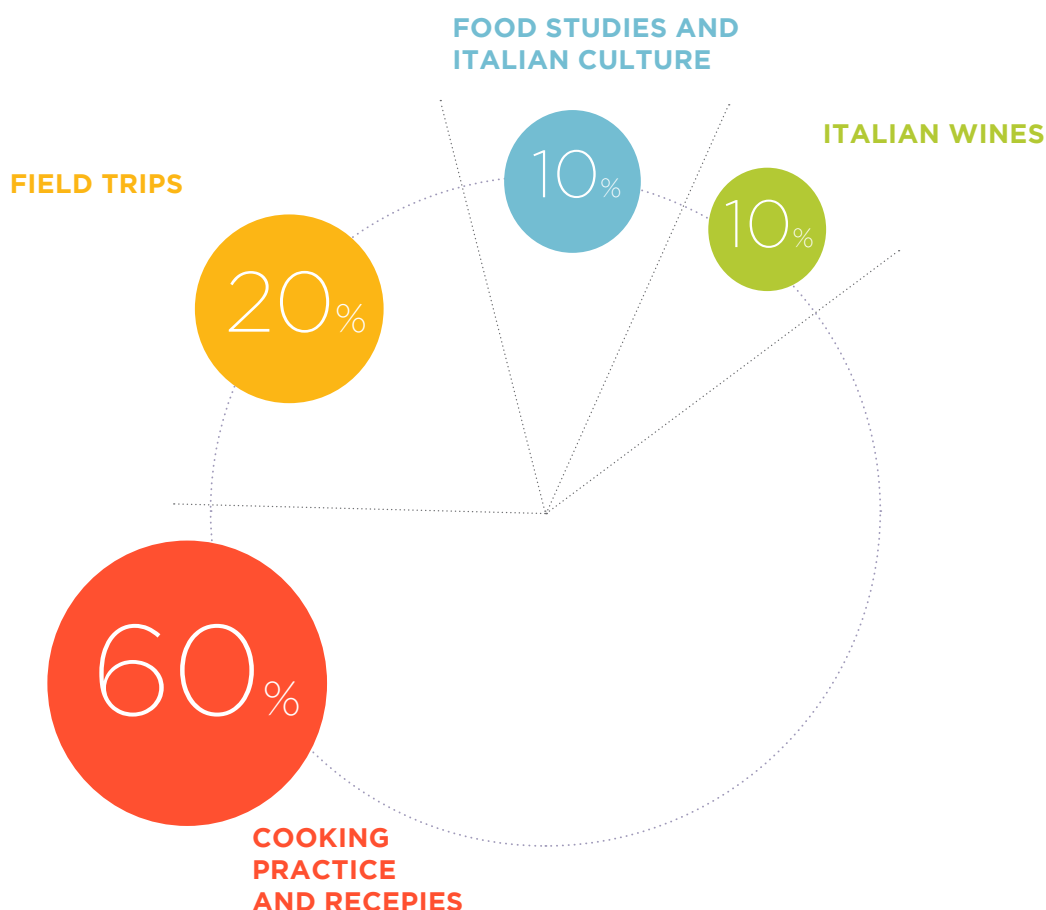 FOOD STUDIES AND
ITALIAN CULTURE
10%
ITALIAN WINES
10%
FIELD TRIPS
20%
60%
COOKING
PRACTICE
AND RECEPIES